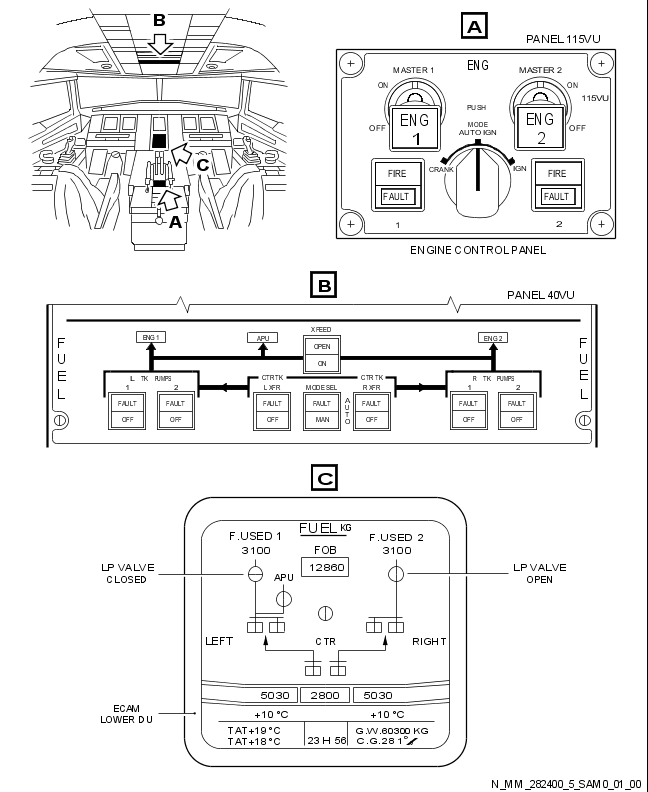 B
C
A
A
PANEL 115VU
MASTER 1
ENG
MASTER 2
ON
ON
115VU
PUSH
OFF
ENG
1
MODE
AUTO IGN
ENG
2
OFF
CRANK
IGN
FIRE
FAULT
FIRE
FAULT
1
2
ENGINE CONTROL PANEL
B
PANEL 40VU
XFEED
FUEL
FUEL
ENG 1
APU
OPEN
ON
ENG 2
L TK PUMPS
1 2
CTR TK
L XFR
MODE SEL
CTR TK
R XFR
R TK PUMPS
1 2
FAULT
OFF
FAULT
OFF
FAULT
OFF
FAULT
MAN
AUTO
FAULT
OFF
FAULT
OFF
FAULT
OFF
C
FUEL KG
F.USED 1
3100
FOB
12860
F.USED 2
3100
LP VALVE
CLOSED
APU
LP VALVE
OPEN
LEFT
CTR
RIGHT
5030 2800 5030
ECAM
LOWER DU
+10 °C +10 °C
TAT+19 °C
TAT+18 °C
23 H 56
G.W.60300 KG
C.G.28 1°
N_MM_282400_5_SAM0_01_00